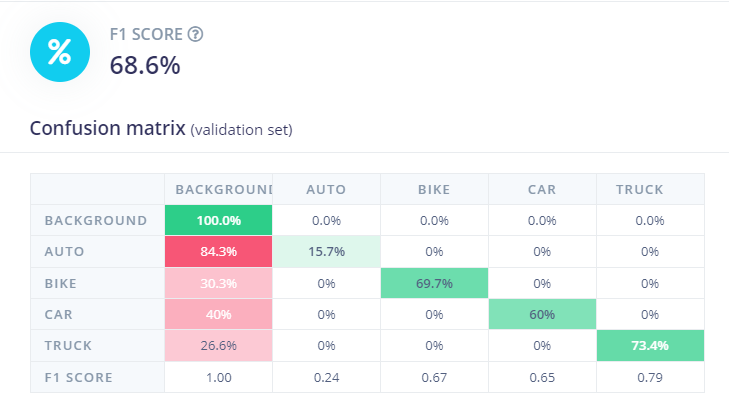 F1 SCORE ?
%
68.6%
Confusion matrix (validation set)
BACKGROUND AUTO BIKE CAR TRUCK
BACKGROUND 100.0% 0.0% 0.0% 0.0% 0.0%
AUTO 84.3% 15.7% 0% 0% 0%
BIKE 30.3% 0% 69.7% 0% 0%
CAR 40% 0% 0% 60% 0%
TRUCK 26.6% 0% 0% 0% 73.4%
F1 SCORE 1.00 0.24 0.67 0.65 0.79